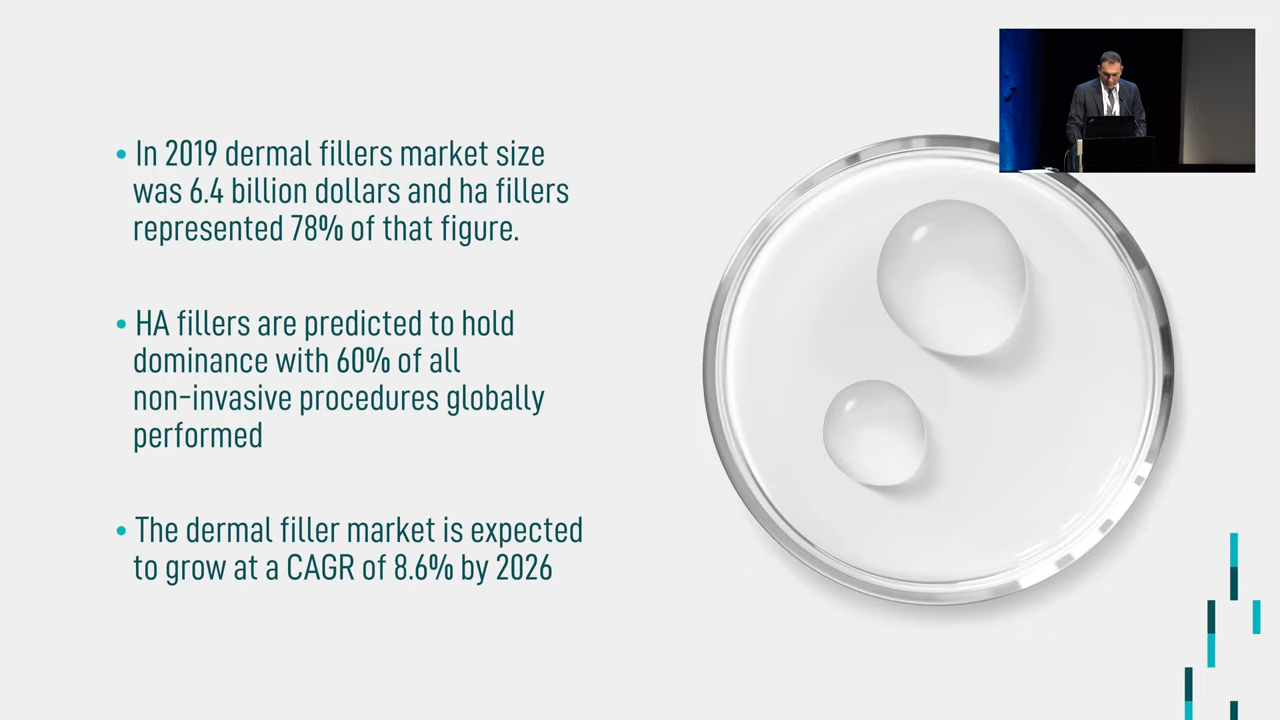 • In 2019 dermal fillers market size
was 6.4 billion dollars and ha fillers
represented 78% of that figure.
• HA fillers are predicted to hold
dominance with 60% of all
non-invasive procedures globally
performed
• The dermal filler market is expected
to grow at a CAGR of 8.6% by 2026